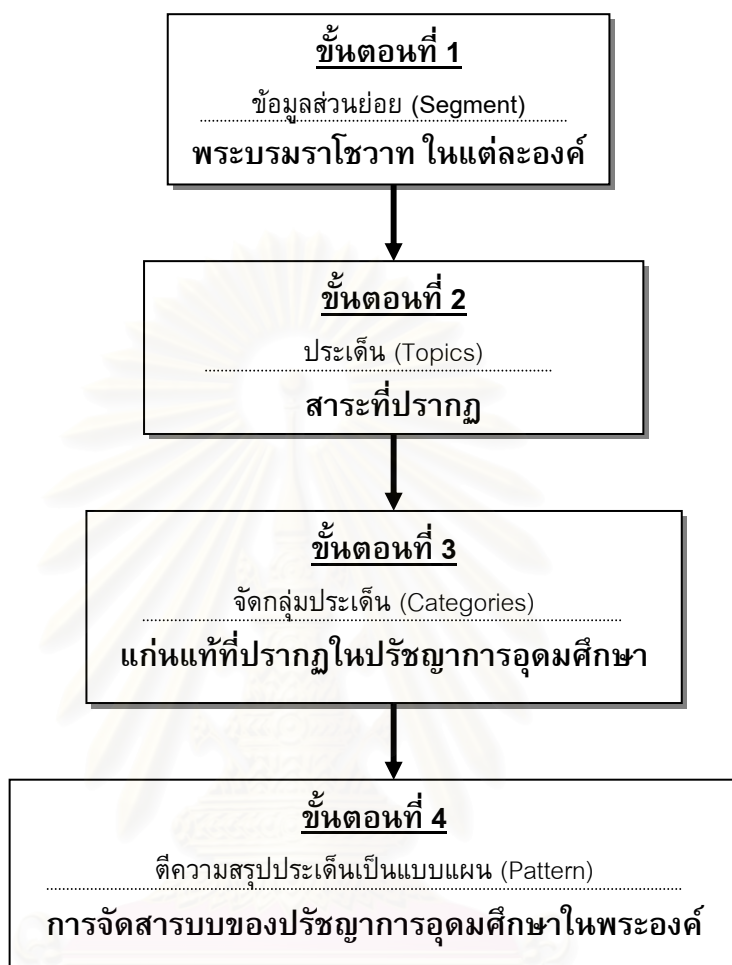 ขั้นตอนที่ 1
ข้อมูลส่วนย่อย (Segment)
พระบรมราโชวาท ในแต่ละองค์
ขั้นตอนที่ 2
ประเด็น (Topics)
สาระที่ปรากฏ
ขั้นตอนที่ 3
จัดกลุ่มประเด็น (Categories)
แก่นแท้ที่ปรากฏในปรัชญาการอุดมศึกษา
ขั้นตอนที่ 4
ตีความสรุปประเด็นเป็นแบบแผน (Pattern)
การจัดสารบบของปรัชญาการอุดมศึกษาในพระองค์